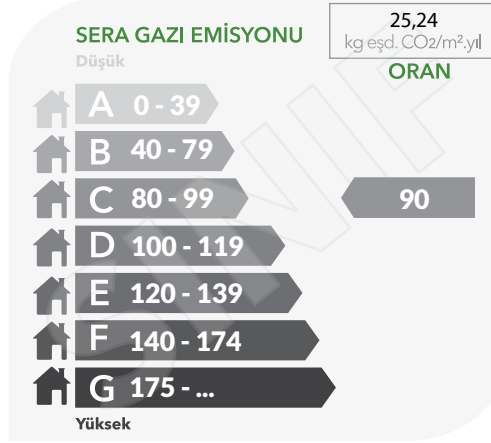 SERA GAZI EMİSYONU
Düşük
25,24
kg eşd. CO2/m².yıl
ORAN
A 0 - 39
B 40 - 79
C 80 - 99
90
D 100 - 119
E 120 - 139
F 140 - 174
G 175 - ...
Yüksek
SINIF